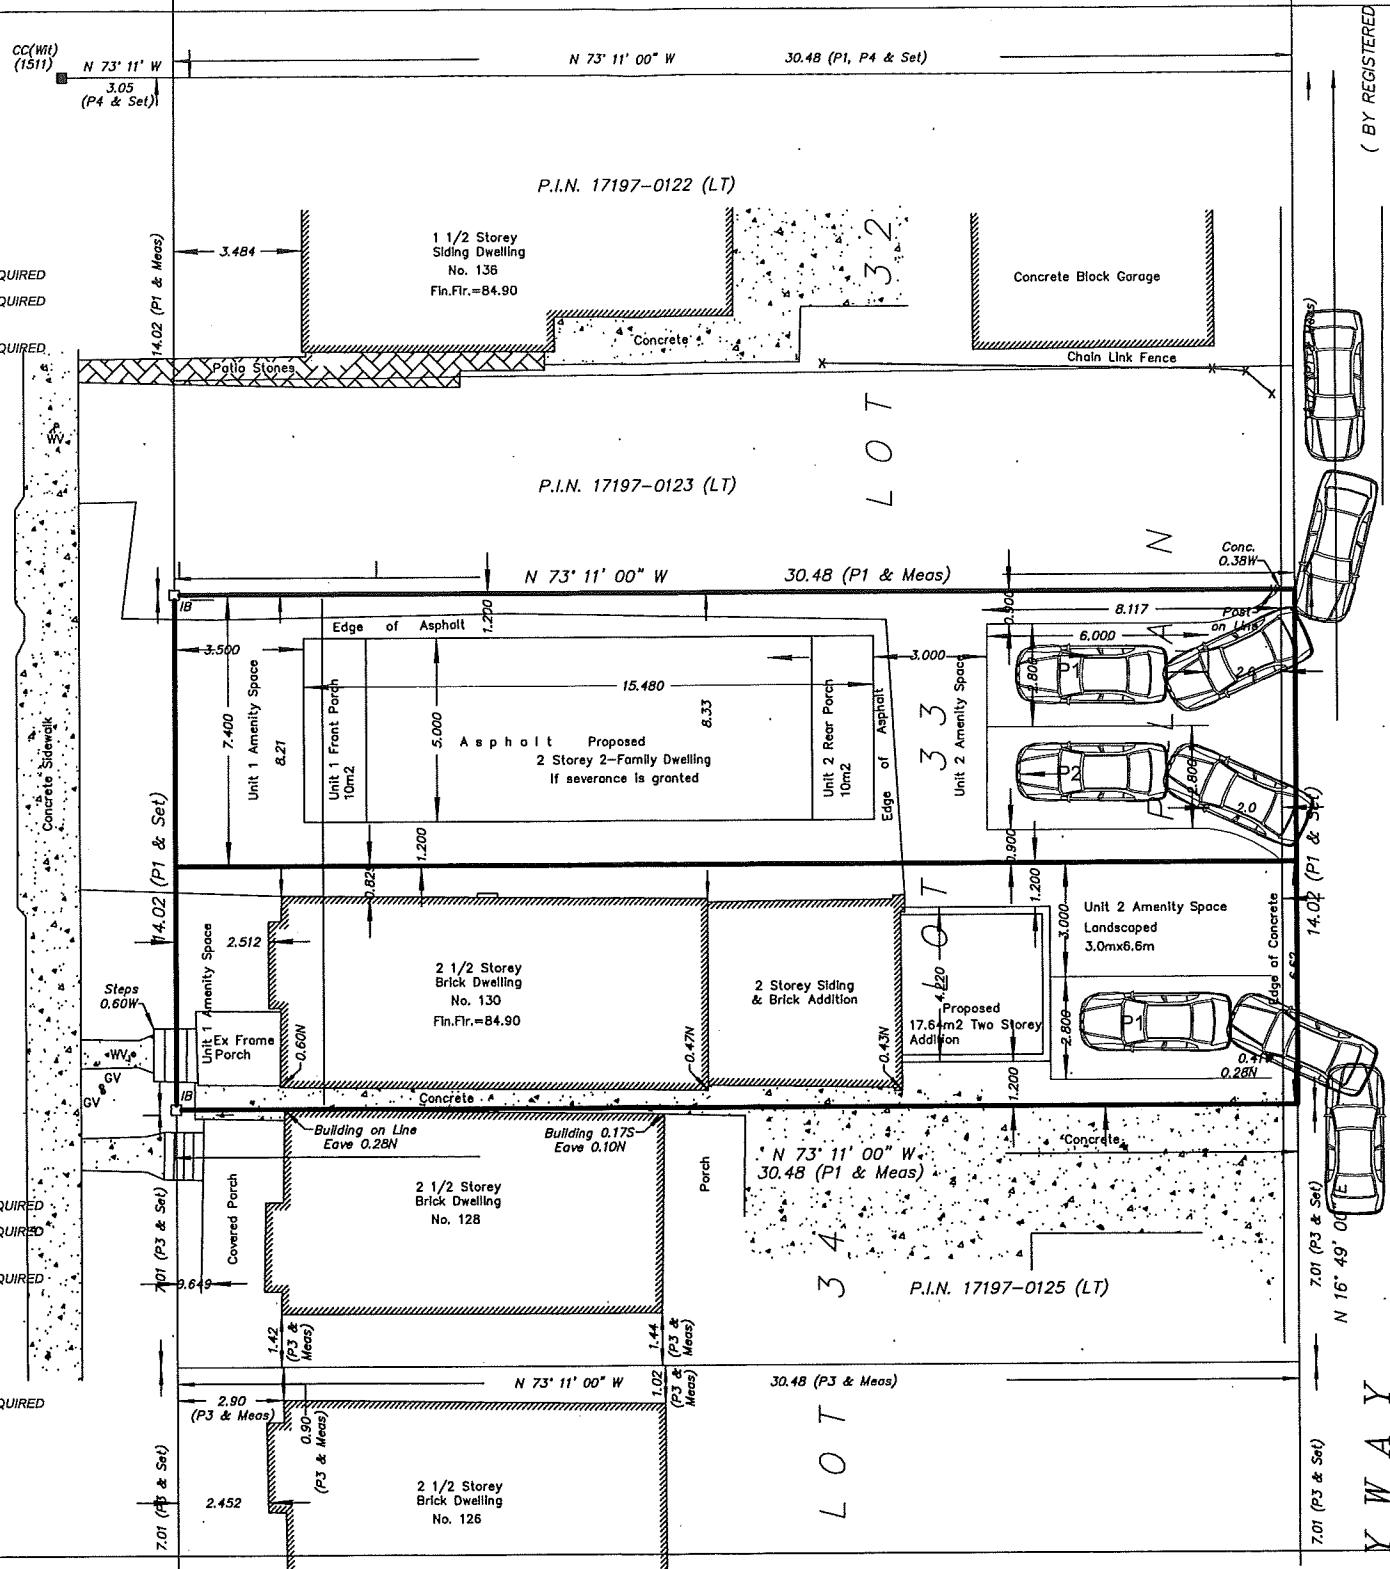 CC(Wit)
(1511)
N 73° 11' W
3.05
(P4 & Set)
N 73° 11' 00" W
30.48 (P1, P4 & Set)
( BY REGISTERED
P.I.N. 17197-0122 (LT)
14.02 (P1 & Meas)
3.484
1 1/2 Storey
Siding Dwelling
No. 136
Fin.Flr.=84.90
LOT 32
Concrete Block Garage
QUIRED
QUIRED
QUIRED
Concrete
Patio Stones
Chain Link Fence
WV
P.I.N. 17197-0123 (LT)
N 73° 11' 00" W
30.48 (P1 & Meas)
Conc.
0.38W
IB
Edge of Asphalt
1.200
0.900
8.117
Post
on Line
6.000
3.500
3.000
2.800
P1
2.0
15.480
7.400
8.21
Unit 1 Amenity Space
Unit 1 Front Porch
10m2
5.000
8.33
Asphalt
Proposed
2 Storey 2-Family Dwelling
If severance is granted
Unit 2 Rear Porch
10m2
Edge of Asphalt
Unit 2 Amenity Space
P2
2.800
2.0
Concrete Sidewalk
14.02 (P1 & Set)
14.02 (P1 & Set)
PLAN
LOT 33
1.200
0.829
0.900
1.200
3.000
Unit 2 Amenity Space
Landscaped
3.0mx6.6m
Edge of Concrete
6.62
2.512
Unit 1 Amenity Space
2 1/2 Storey
Brick Dwelling
No. 130
Fin.Flr.=84.90
2 Storey Siding
& Brick Addition
4.220
Proposed
17.64m2 Two Storey
Addition
2.800
P1
Steps
0.60W
Ex Frame
Porch
0.60N
0.47N
0.43N
1.200
0.28N
WV
GV
GV
IB
Concrete
Building on Line
Eave 0.28N
Building 0.17S
Eave 0.10N
Concrete
N 73° 11' 00" W
30.48 (P1 & Meas)
2 1/2 Storey
Brick Dwelling
No. 128
Porch
Covered Porch
7.01 (P3 & Set)
7.01 (P3 & Set)
N 16° 49' 00" E
QUIRED
QUIRED
QUIRED
0.649
P.I.N. 17197-0125 (LT)
1.42
(P3 & Meas)
1.44
(P3 & Meas)
N 73° 11' 00" W
30.48 (P3 & Meas)
1.02
(P3 & Meas)
LOT 34
QUIRED
2.90
(P3 & Meas)
0.90
(P3 & Meas)
7.01 (P3 & Set)
7.01 (P3 & Set)
2.452
2 1/2 Storey
Brick Dwelling
No. 126
YWAY